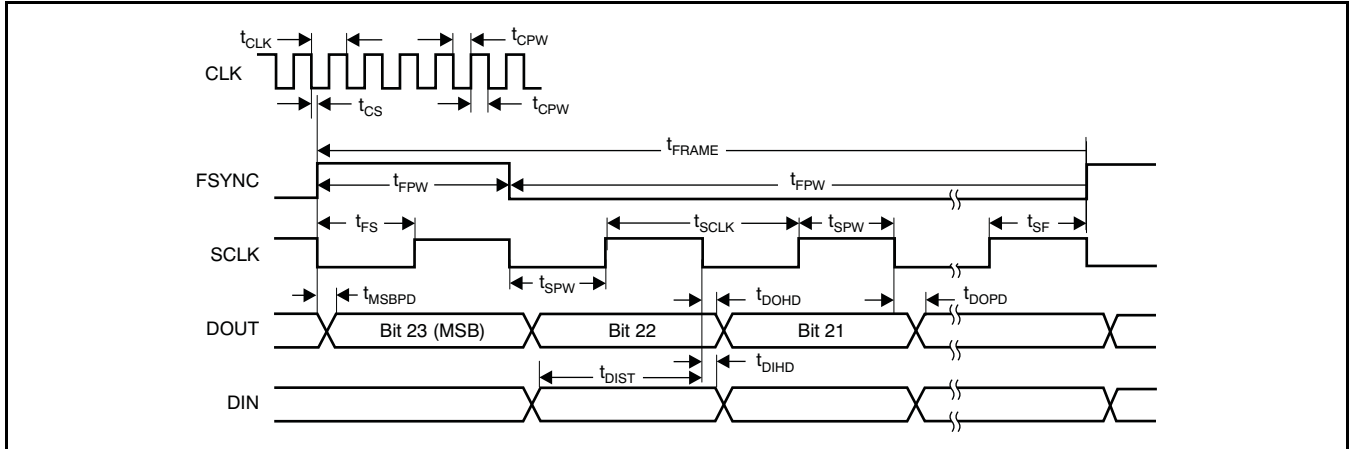 tCLK
tCPW
CLK
tCS
tCPW
tFRAME
FSYNC
tFPW
tFPW
tFS
tSCLK
tSPW
tSF
SCLK
tSPW
tMSBPD
tDOHD
tDOPD
DOUT
Bit 23 (MSB)
Bit 22
Bit 21
tDIST
tDIHD
DIN